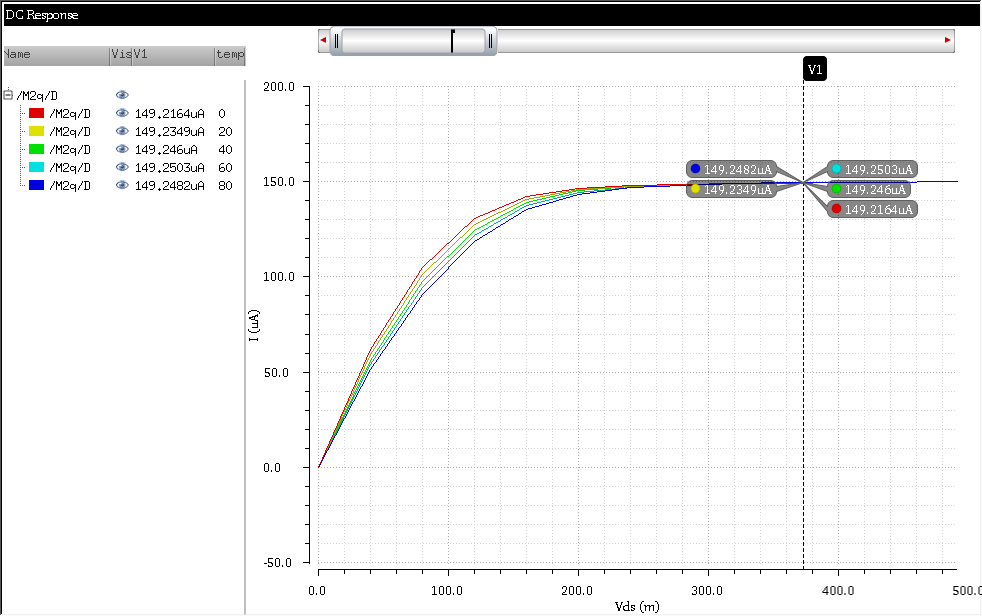 DC Response
Name Vis V1 temp
/M2q/D
/M2q/D 149.2164uA 0
/M2q/D 149.2349uA 20
/M2q/D 149.246uA 40
/M2q/D 149.2503uA 60
/M2q/D 149.2482uA 80
V1
200.0
150.0
100.0
50.0
0.0
-50.0
I (uA)
149.2482uA 149.2503uA
149.2349uA 149.246uA
149.2164uA
0.0 100.0 200.0 300.0 400.0 500.0
Vds (m)